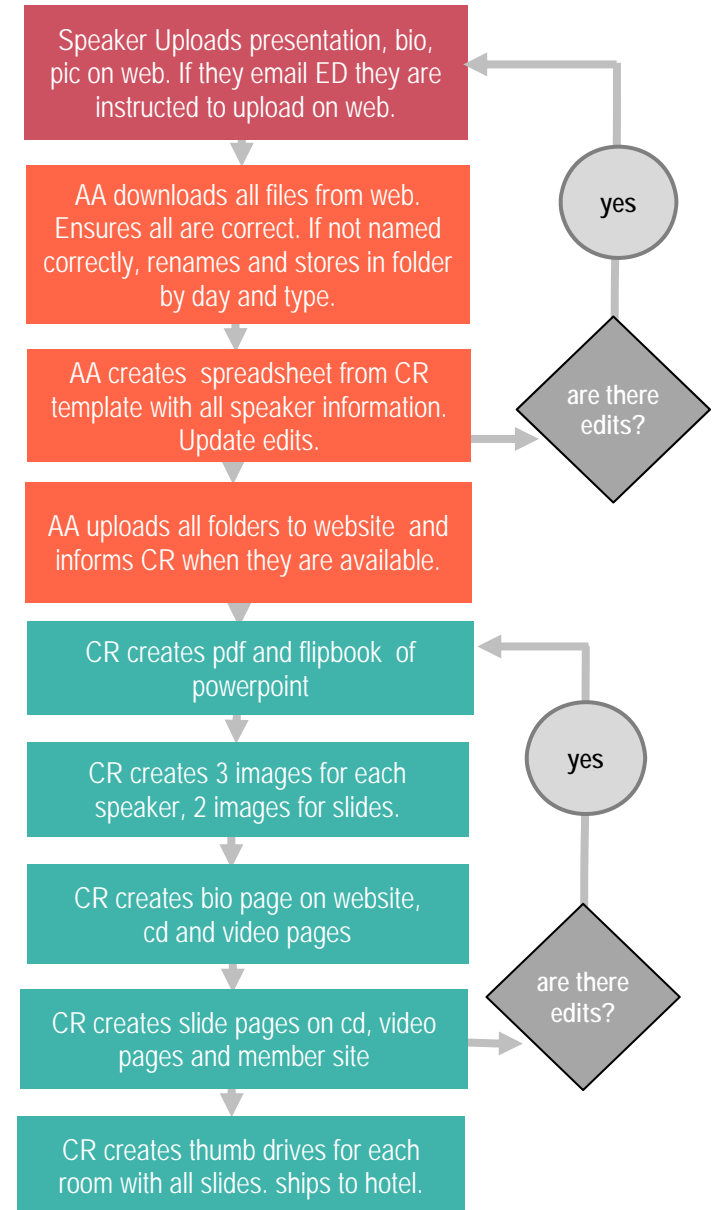 Speaker Uploads presentation, bio,
pic on web. If they email ED they are
instructed to upload on web.
yes
AA downloads all files from web.
Ensures all are correct. If not named
correctly, renames and stores in folder
by day and type.
AA creates spreadsheet from CR
template with all speaker information.
Update edits.
are there
edits?
AA uploads all folders to website and
informs CR when they are available.
CR creates pdf and flipbook of
powerpoint
yes
CR creates 3 images for each
speaker, 2 images for slides.
CR creates bio page on website,
cd and video pages
are there
edits?
CR creates slide pages on cd, video
pages and member site
CR creates thumb drives for each
room with all slides. ships to hotel.